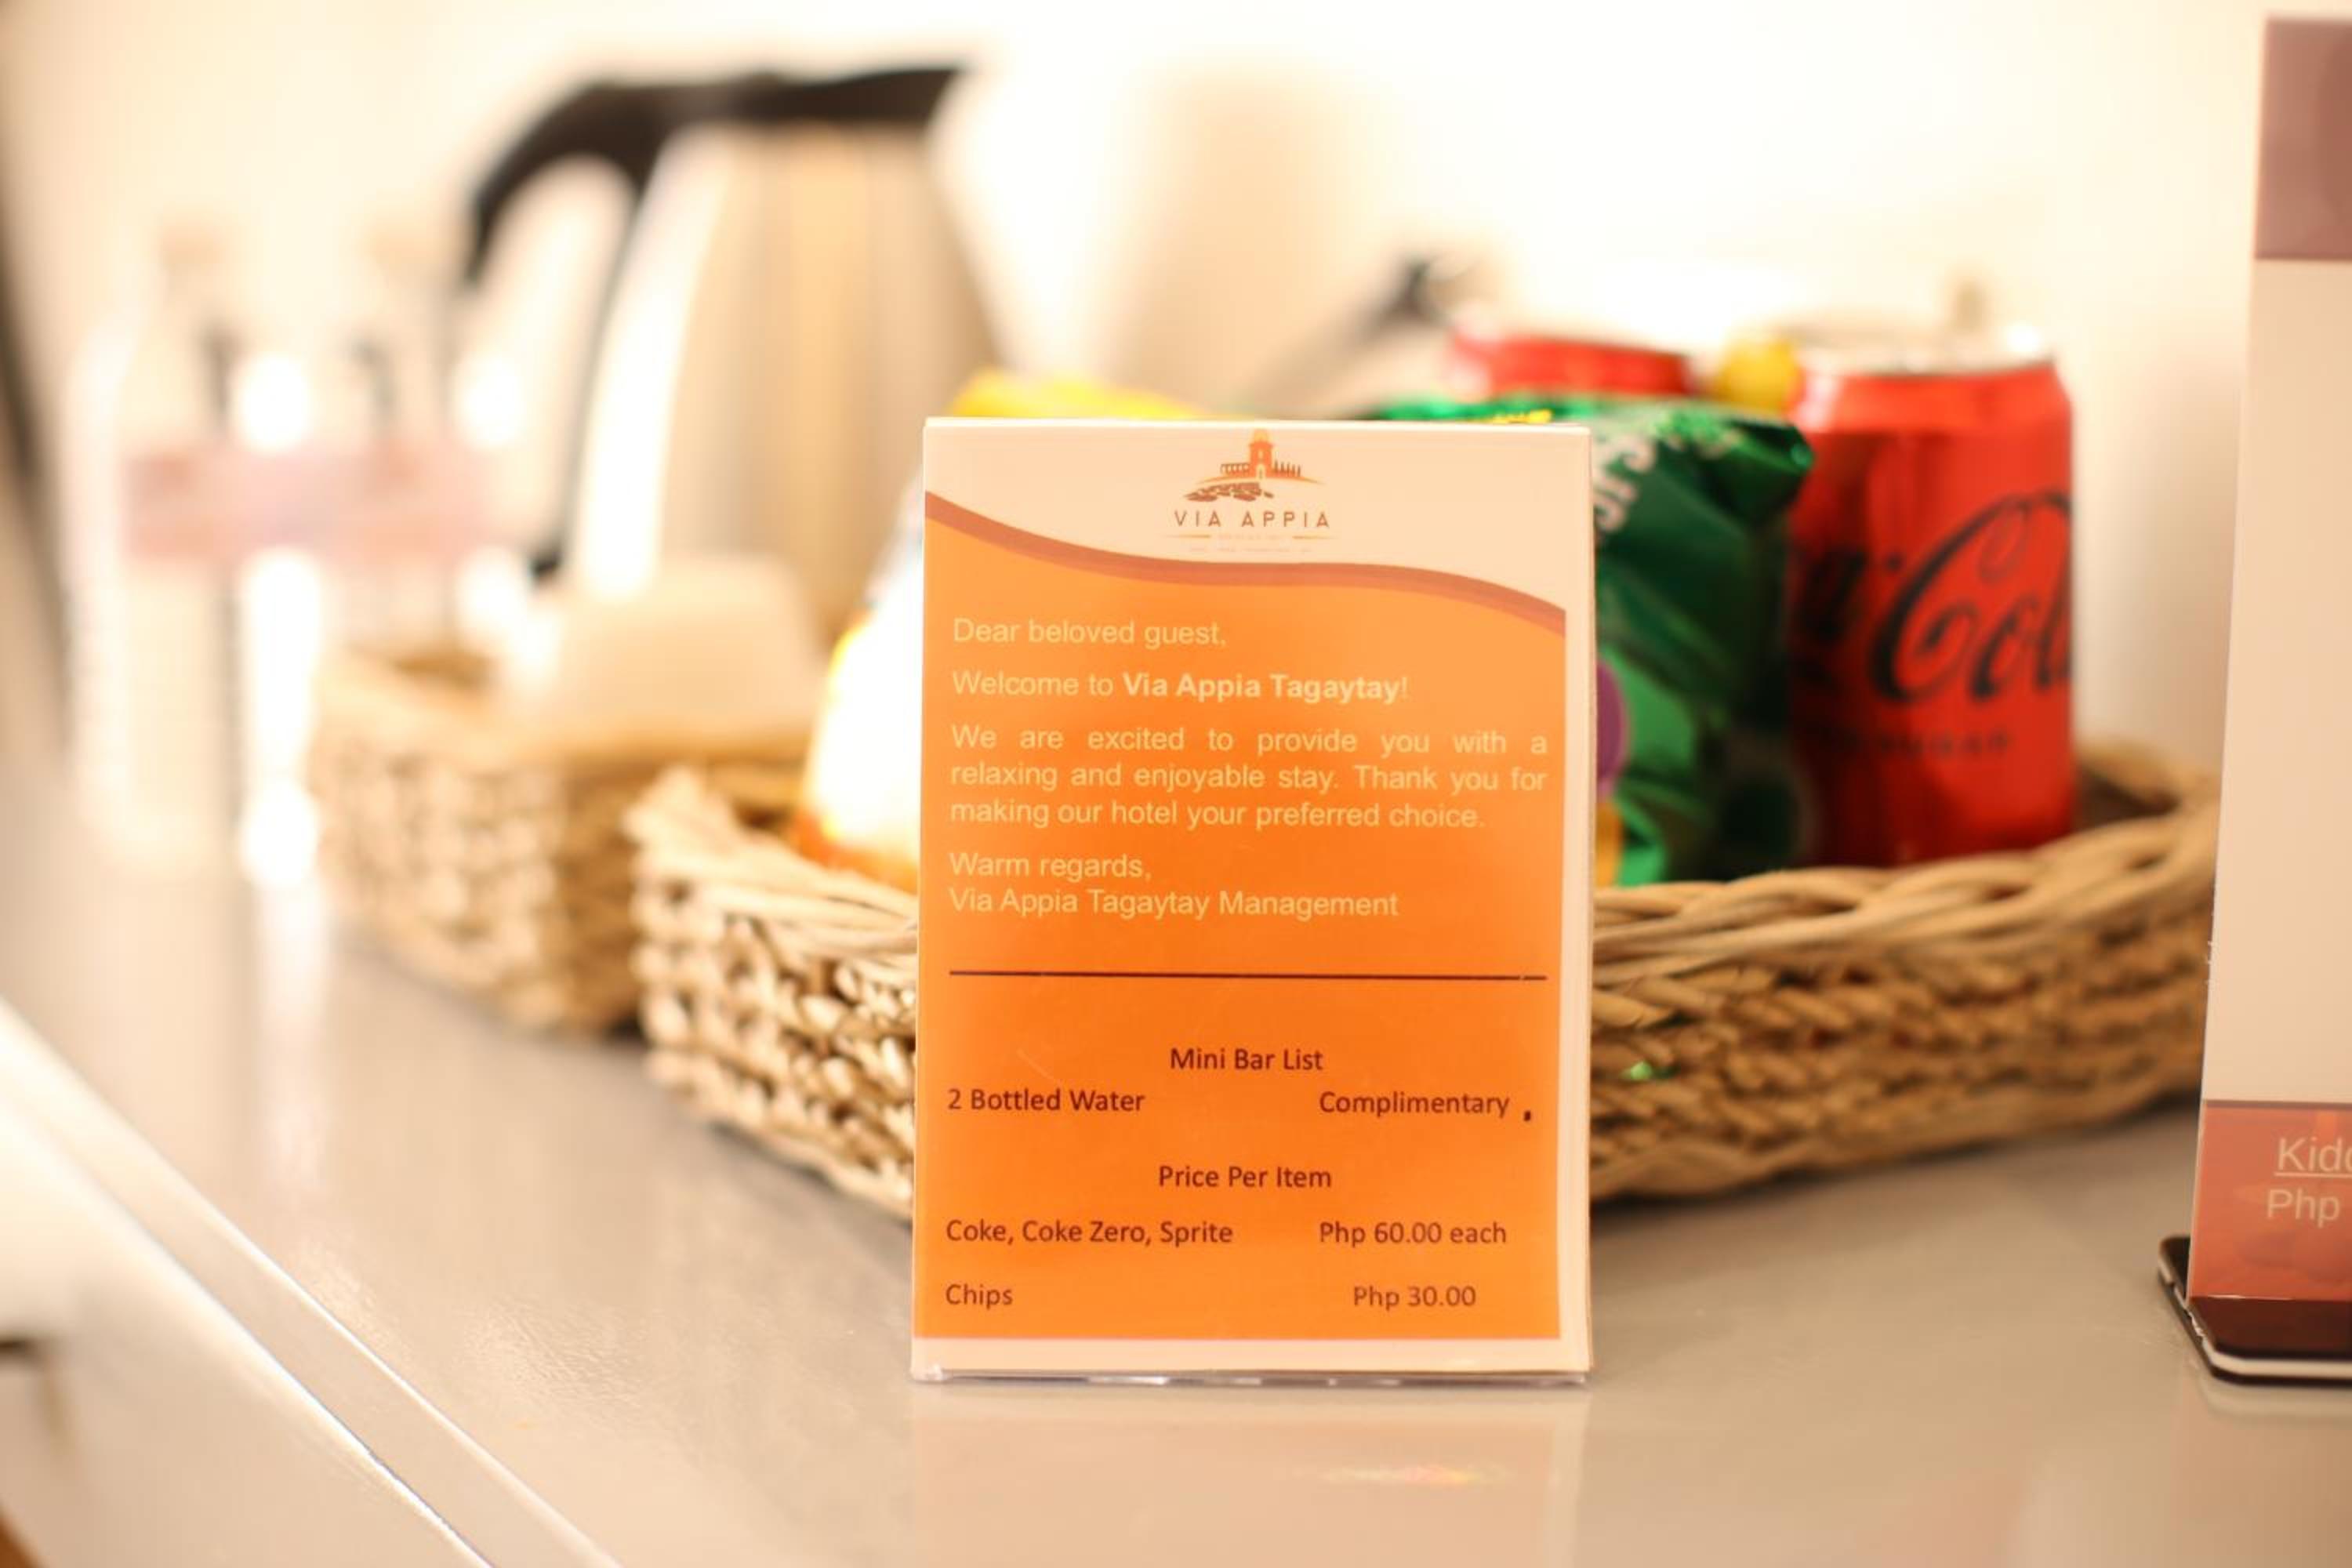 VIA APPIA
Dear beloved guest,
Welcome to Via Appia Tagaytay!
We are excited to provide you with a
relaxing and enjoyable stay. Thank you for
making our hotel your preferred choice.
Warm regards,
Via Appia Tagaytay Management
Mini Bar List
2 Bottled Water Complimentary
Price Per Item
Coke, Coke Zero, Sprite Php 60.00 each
Chips Php 30.00
Col
Php